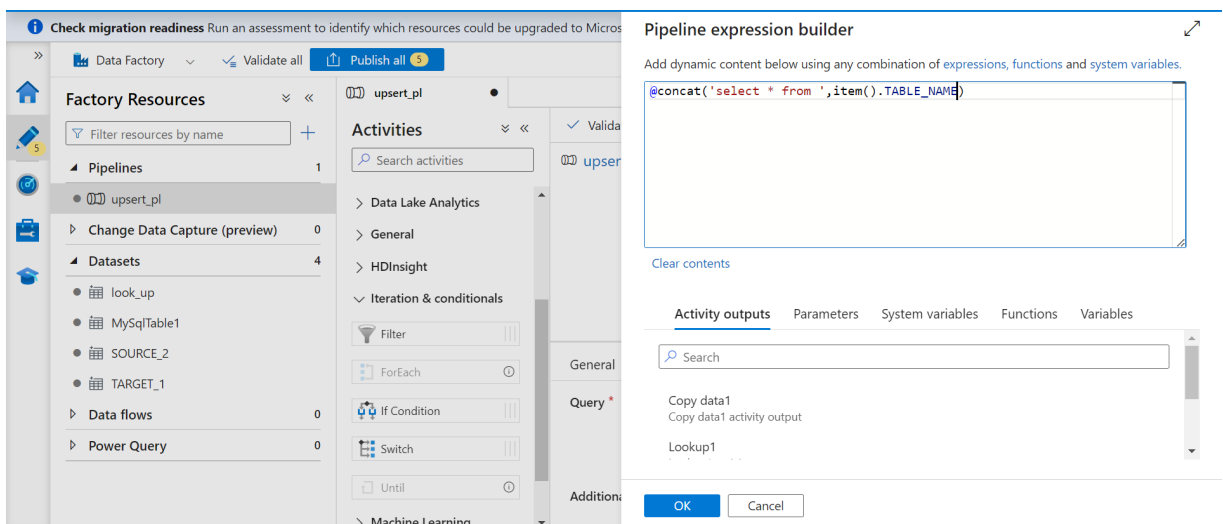 Check migration readiness Run an assessment to identify which resources could be upgraded to Micros
Data Factory
Validate all
Publish all 5
5
Factory Resources
Filter resources by name
Pipelines 1
upsert_pl
Change Data Capture (preview) 0
Datasets 4
look_up
MySqlTable1
SOURCE_2
TARGET_1
Data flows 0
Power Query 0
upsert_pl
Activities
Search activities
Data Lake Analytics
General
HDInsight
Iteration & conditionals
Filter
ForEach
If Condition
Switch
Until
Machine Learning
Valida
upser
General
Query *
Additiona
Pipeline expression builder
Add dynamic content below using any combination of expressions, functions and system variables.
@concat('select * from ',item().TABLE_NAME)
Clear contents
Activity outputs Parameters System variables Functions Variables
Search
Copy data1
Copy data1 activity output
Lookup1
OK Cancel